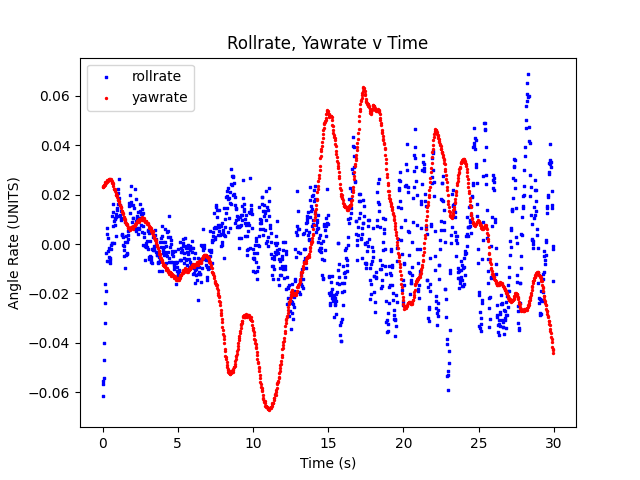 Rollrate, Yawrate v Time
rollrate
yawrate
0.06
0.04
0.02
0.00
−0.02
−0.04
−0.06
Angle Rate (UNITS)
0 5 10 15 20 25 30
Time (s)